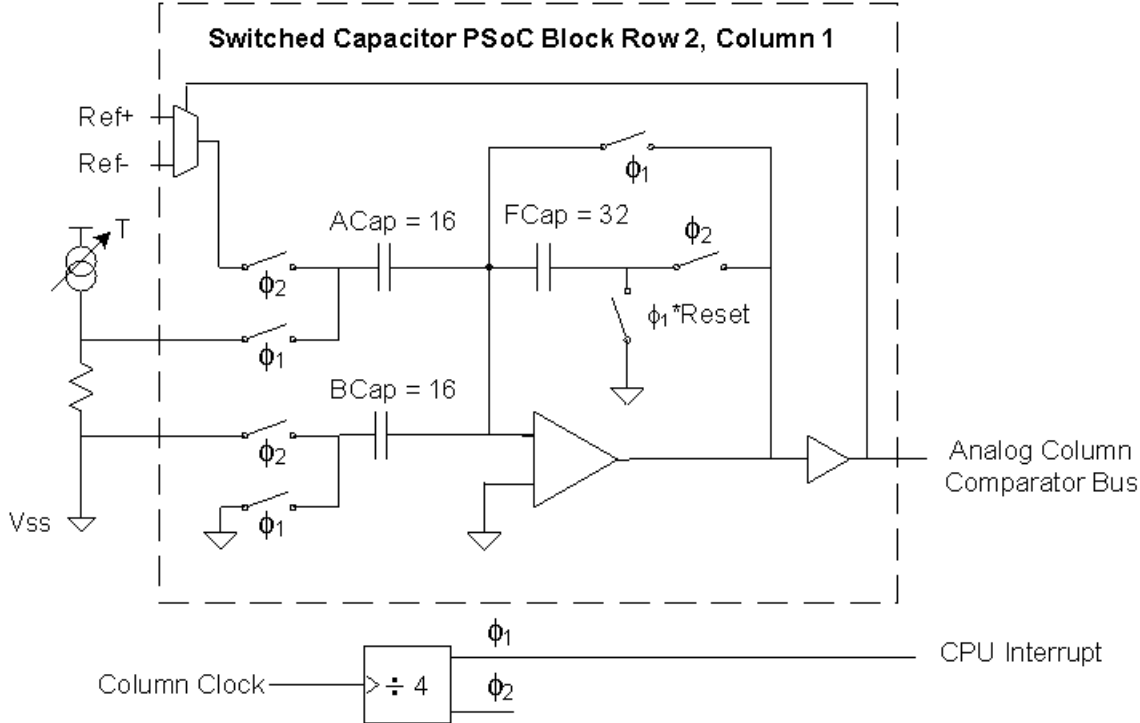 Switched Capacitor PSoC Block Row 2, Column 1
Ref+
Ref-
ϕ1
T
ACap = 16
FCap = 32
ϕ2
ϕ2
ϕ1*Reset
ϕ1
BCap = 16
ϕ2
Analog Column
Comparator Bus
Vss
ϕ1
ϕ1
CPU Interrupt
Column Clock
÷ 4
ϕ2